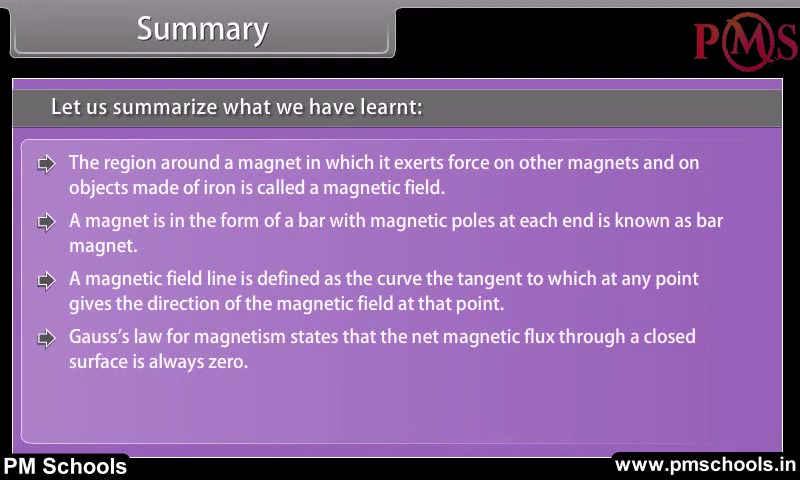 Summary
PMS
Let us summarize what we have learnt:
The region around a magnet in which it exerts force on other magnets and on
objects made of iron is called a magnetic field.
A magnet is in the form of a bar with magnetic poles at each end is known as bar
magnet.
A magnetic field line is defined as the curve the tangent to which at any point
gives the direction of the magnetic field at that point.
Gauss's law for magnetism states that the net magnetic flux through a closed
surface is always zero.
PM Schools
www.pmschools.in